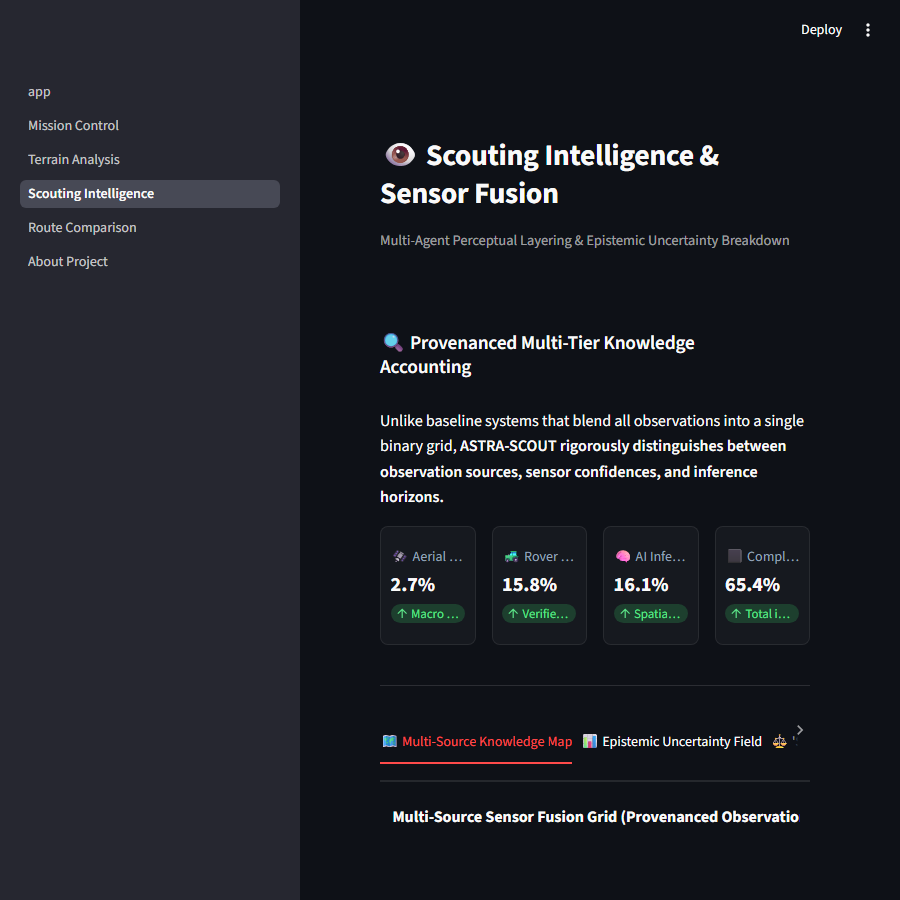 Deploy
app
Mission Control
Terrain Analysis
Scouting Intelligence
Route Comparison
About Project
Scouting Intelligence &
Sensor Fusion
Multi-Agent Perceptual Layering & Epistemic Uncertainty Breakdown
Provenanced Multi-Tier Knowledge
Accounting
Unlike baseline systems that blend all observations into a single
binary grid, ASTRA-SCOUT rigorously distinguishes between
observation sources, sensor confidences, and inference
horizons.
Aerial …
2.7%
↑ Macro …
Rover …
15.8%
↑ Verifie…
AI Infe…
16.1%
↑ Spatia…
Compl…
65.4%
↑ Total i…
Multi-Source Knowledge Map
Epistemic Uncertainty Field
Multi-Source Sensor Fusion Grid (Provenanced Observatio